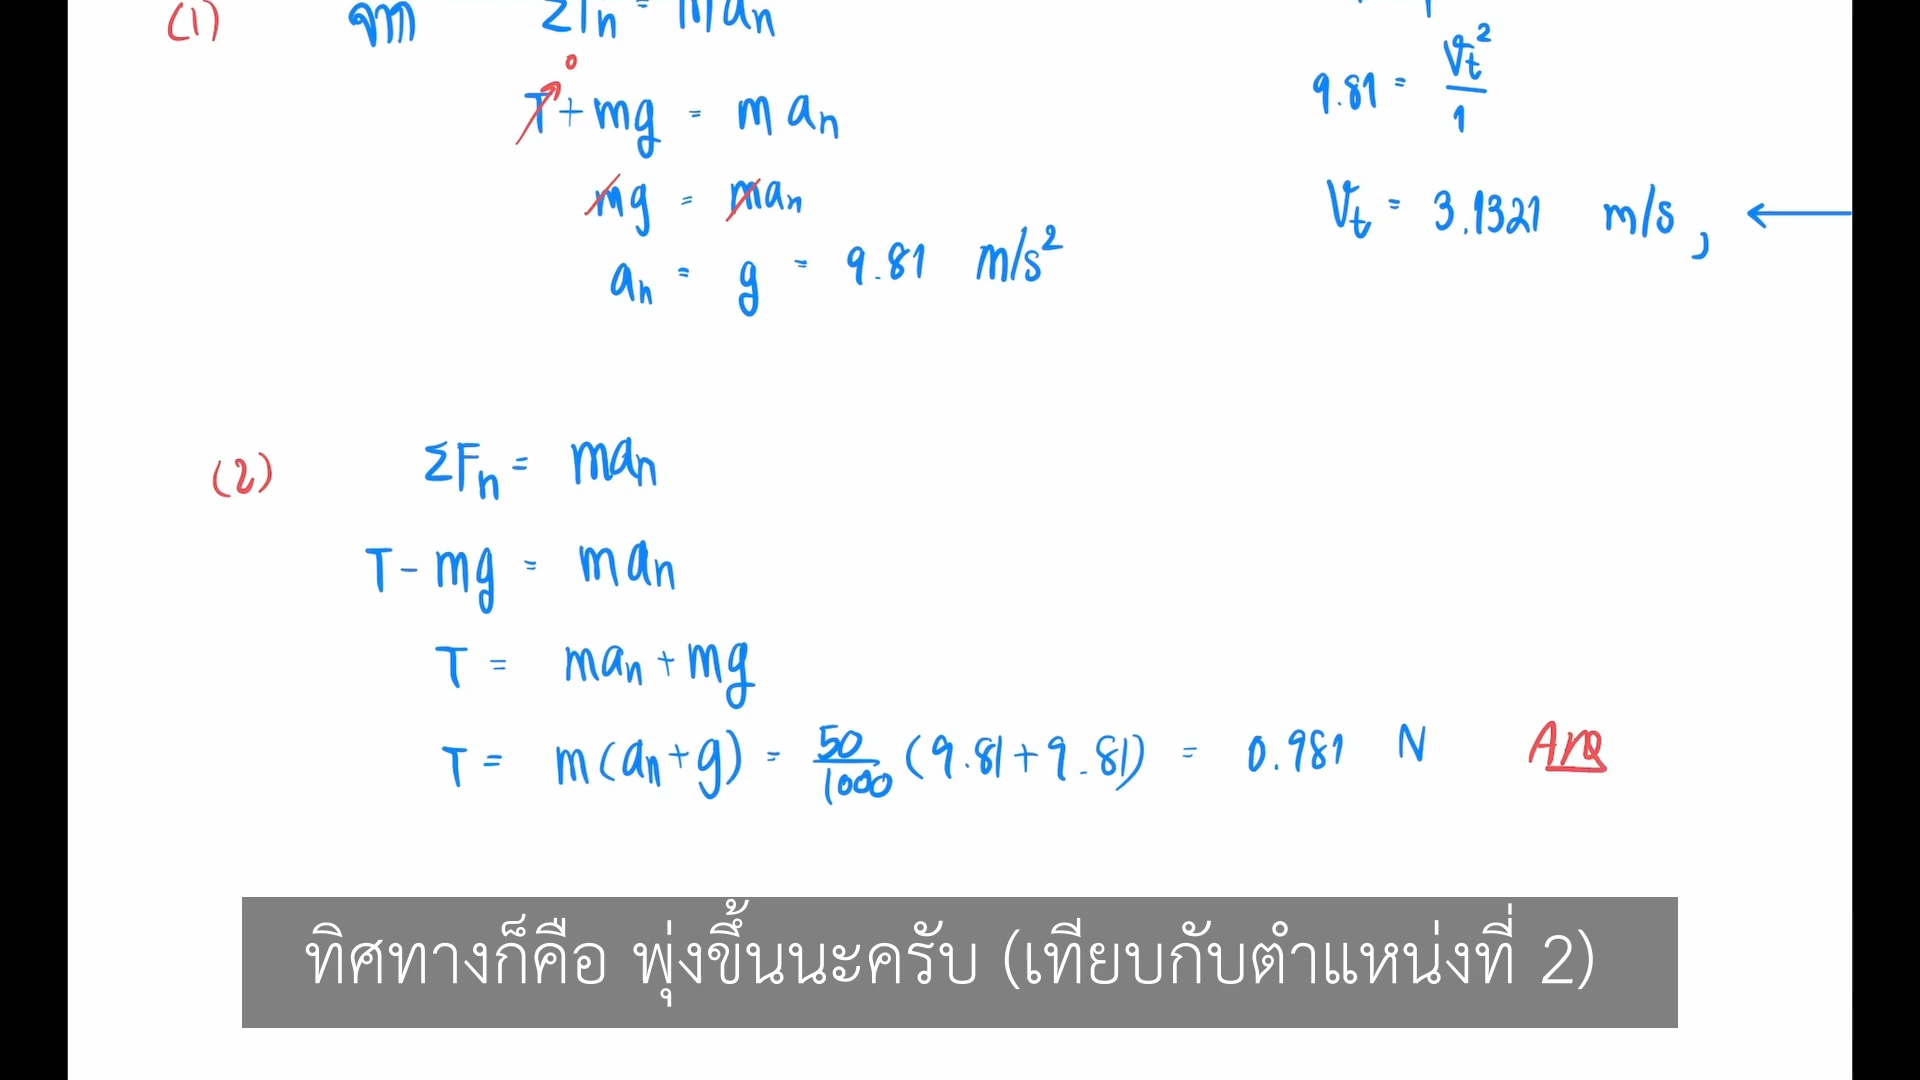 (1) จาก ΣFn = man
T⁰ + mg = man
mg = man
an = g = 9.81 m/s²
9.81 = Vt²/1
Vt = 3.1321 m/s, ←
(2) ΣFn = man
T - mg = man
T = man + mg
T = m(an+g) = 50/1000 (9.81+9.81) = 0.981 N Ans
ทิศทางก็คือ พุ่งขึ้นนะครับ (เทียบกับตำแหน่งที่ 2)